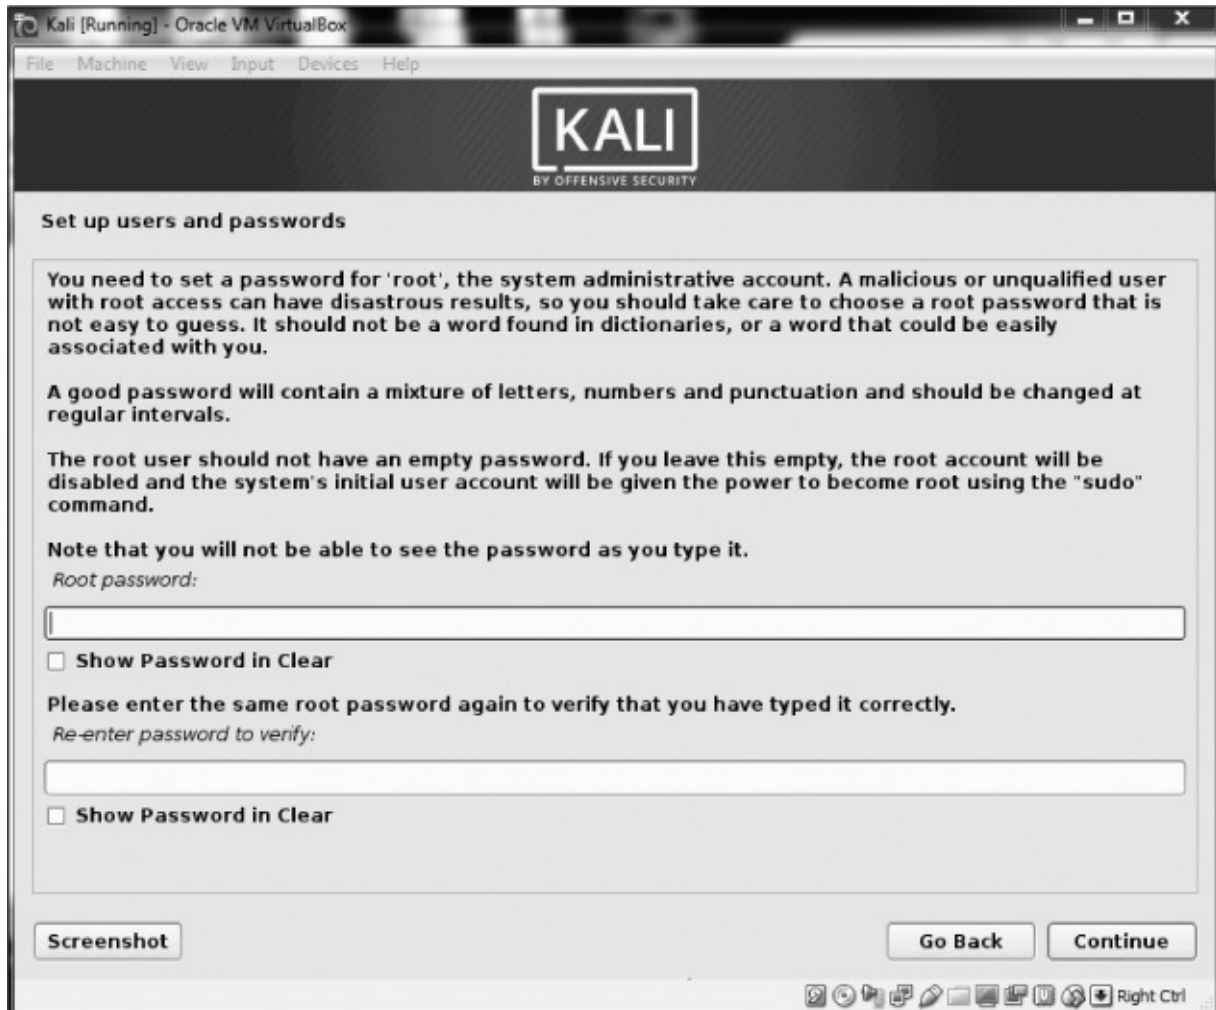 Kali [Running] - Oracle VM VirtualBox
File Machine View Input Devices Help
KALI
BY OFFENSIVE SECURITY
Set up users and passwords
You need to set a password for 'root', the system administrative account. A malicious or unqualified user
with root access can have disastrous results, so you should take care to choose a root password that is
not easy to guess. It should not be a word found in dictionaries, or a word that could be easily
associated with you.
A good password will contain a mixture of letters, numbers and punctuation and should be changed at
regular intervals.
The root user should not have an empty password. If you leave this empty, the root account will be
disabled and the system's initial user account will be given the power to become root using the "sudo"
command.
Note that you will not be able to see the password as you type it.
Root password:
Show Password in Clear
Please enter the same root password again to verify that you have typed it correctly.
Re-enter password to verify:
Show Password in Clear
Screenshot
Go Back
Continue
Right Ctrl